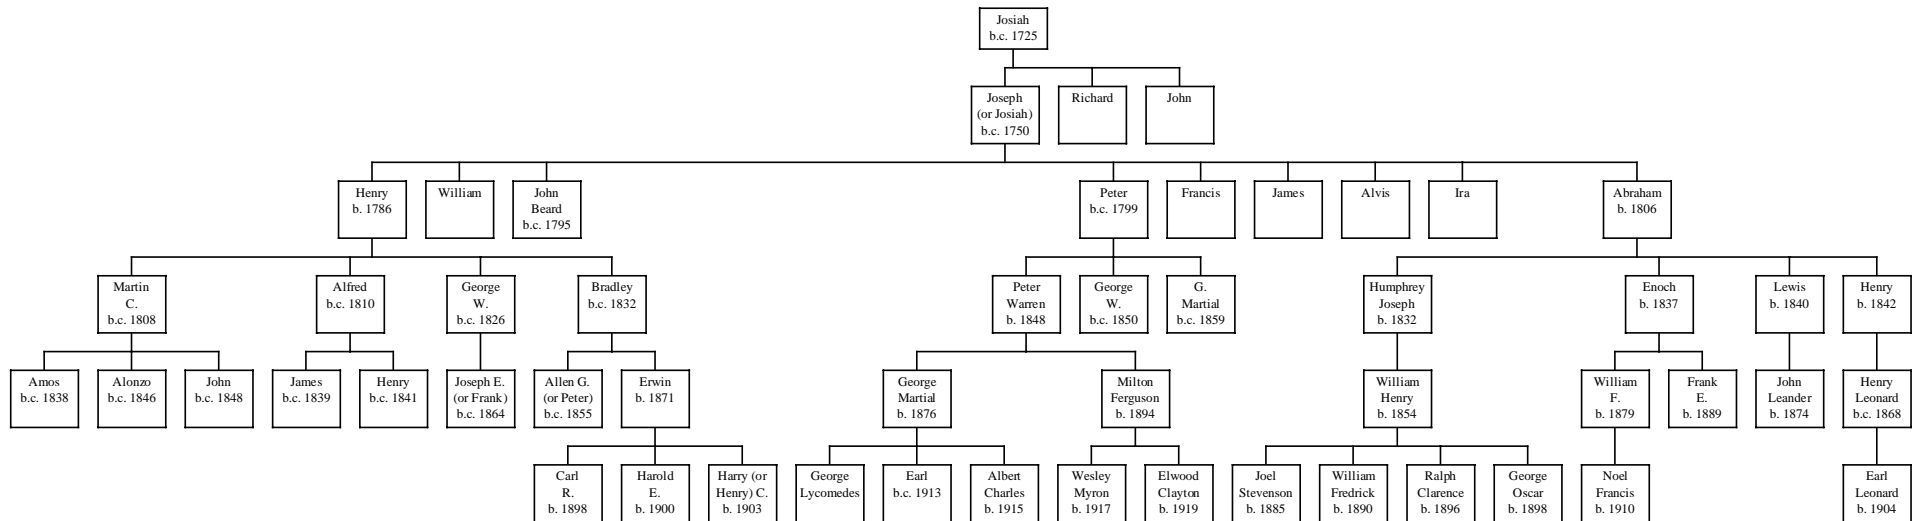 Josiah
b.c. 1725
Joseph
(or Josiah)
b.c. 1750
Richard
John
Henry
b. 1786
William
John
Beard
b.c. 1795
Peter
b.c. 1799
Francis
James
Alvis
Ira
Abraham
b. 1806
Martin
C.
b.c. 1808
Alfred
b.c. 1810
George
W.
b.c. 1826
Bradley
b.c. 1832
Peter
Warren
b. 1848
George
W.
b.c. 1850
G.
Martial
b.c. 1859
Humphrey
Joseph
b. 1832
Enoch
b. 1837
Lewis
b. 1840
Henry
b. 1842
Amos
b.c. 1838
Alonzo
b.c. 1846
John
b.c. 1848
James
b.c. 1839
Henry
b.c. 1841
Joseph E.
(or Frank)
b.c. 1864
Allen G.
(or Peter)
b.c. 1855
Erwin
b. 1871
George
Martial
b. 1876
Milton
Ferguson
b. 1894
William
Henry
b. 1854
William
F.
b. 1879
Frank
E.
b. 1889
John
Leander
b. 1874
Henry
Leonard
b.c. 1868
Carl
R.
b. 1898
Harold
E.
b. 1900
Harry (or
Henry) C.
b. 1903
George
Lycomedes
Earl
b.c. 1913
Albert
Charles
b. 1915
Wesley
Myron
b. 1917
Elwood
Clayton
b. 1919
Joel
Stevenson
b. 1885
William
Fredrick
b. 1890
Ralph
Clarence
b. 1896
George
Oscar
b. 1898
Noel
Francis
b. 1910
Earl
Leonard
b. 1904